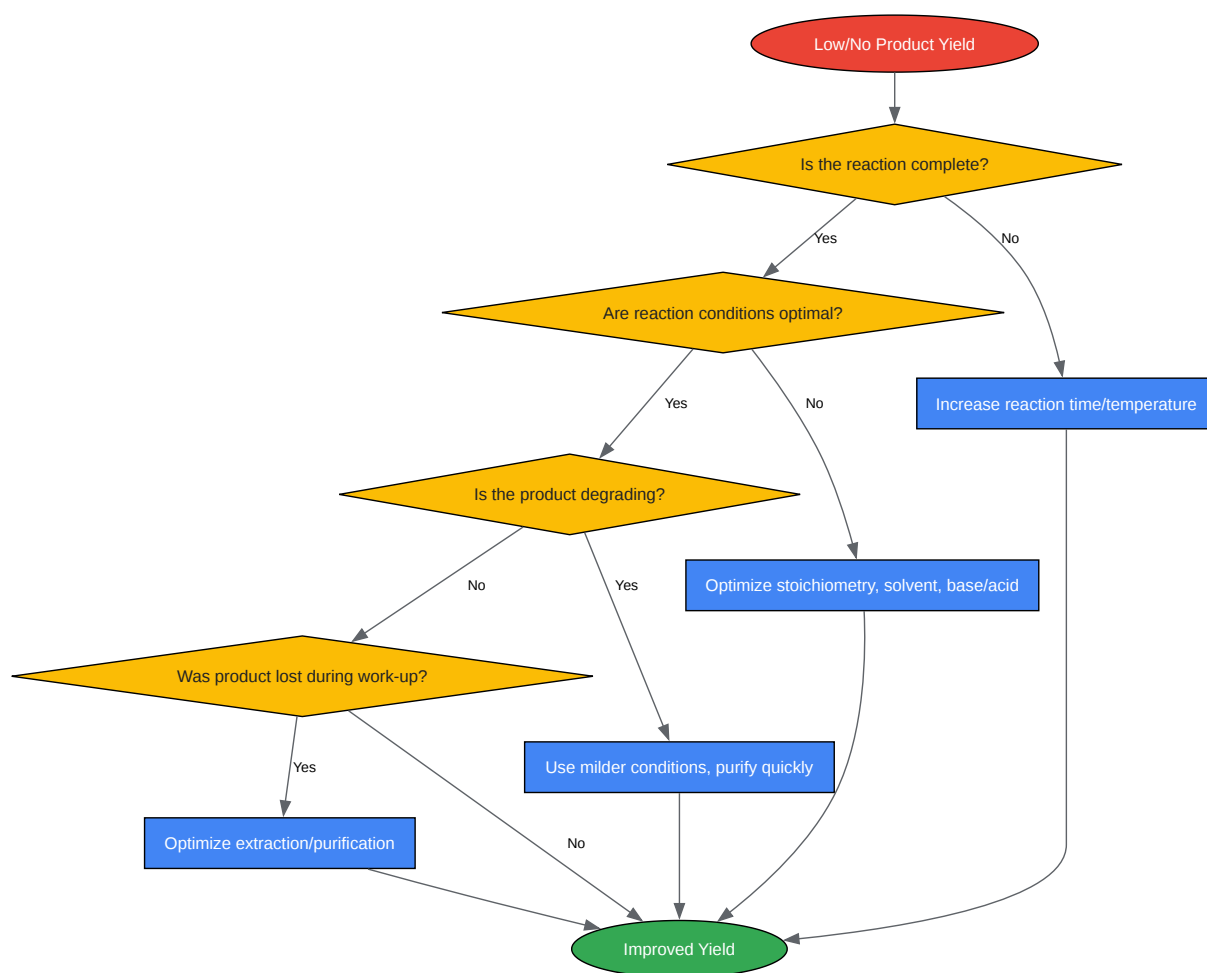 Low/No Product Yield
Is the reaction complete?
Yes
No
Are reaction conditions optimal?
Increase reaction time/temperature
Yes
No
Is the product degrading?
Optimize stoichiometry, solvent, base/acid
No
Yes
Was product lost during work-up?
Use milder conditions, purify quickly
Yes
Optimize extraction/purification
No
Improved Yield